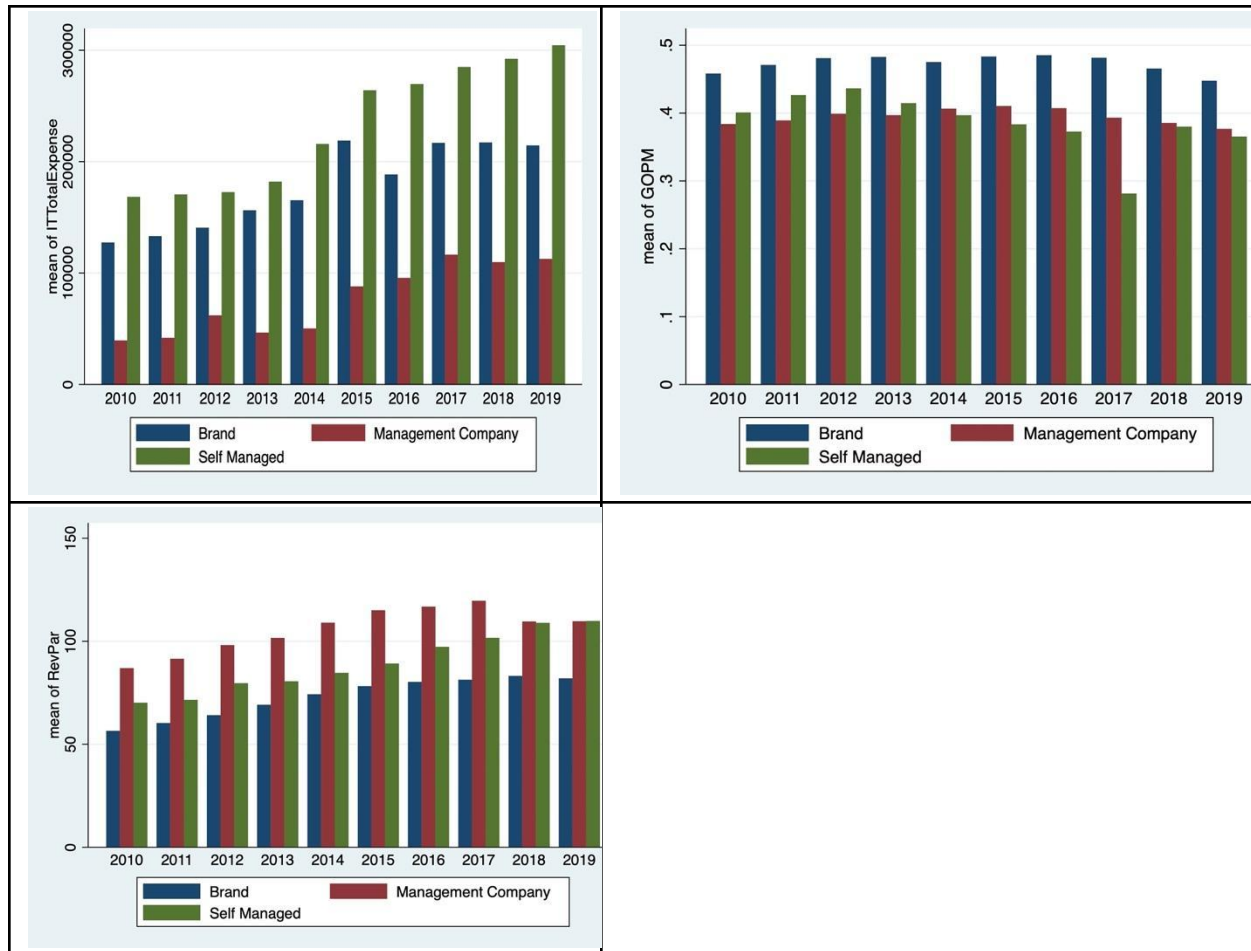 mean of ITTotalExpense
300000
200000
100000
0
2010 2011 2012 2013 2014 2015 2016 2017 2018 2019
Brand Management Company
Self Managed
mean of GOPM
.5
.4
.3
.2
.1
0
2010 2011 2012 2013 2014 2015 2016 2017 2018 2019
Brand Management Company
Self Managed
mean of RevPar
150
100
50
0
2010 2011 2012 2013 2014 2015 2016 2017 2018 2019
Brand Management Company
Self Managed